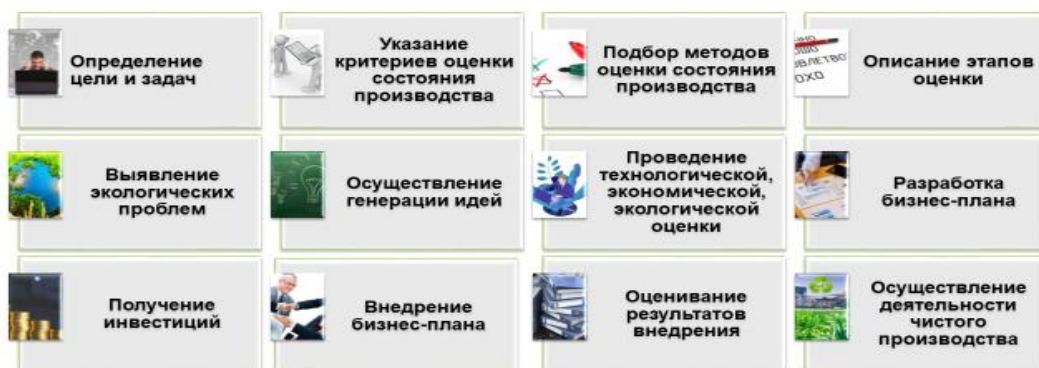 Определение
цели и задач
Указание
критериев оценки
состояния
производства
Подбор методов
оценки состояния
производства
Описание этапов
оценки
Выявление
экологических
проблем
Осуществление
генерации идей
Проведение
технологической,
экономической,
экологической
оценки
Разработка
бизнес-плана
Получение
инвестиций
Внедрение
бизнес-плана
Оценивание
результатов
внедрения
Осуществление
деятельности
чистого
производства